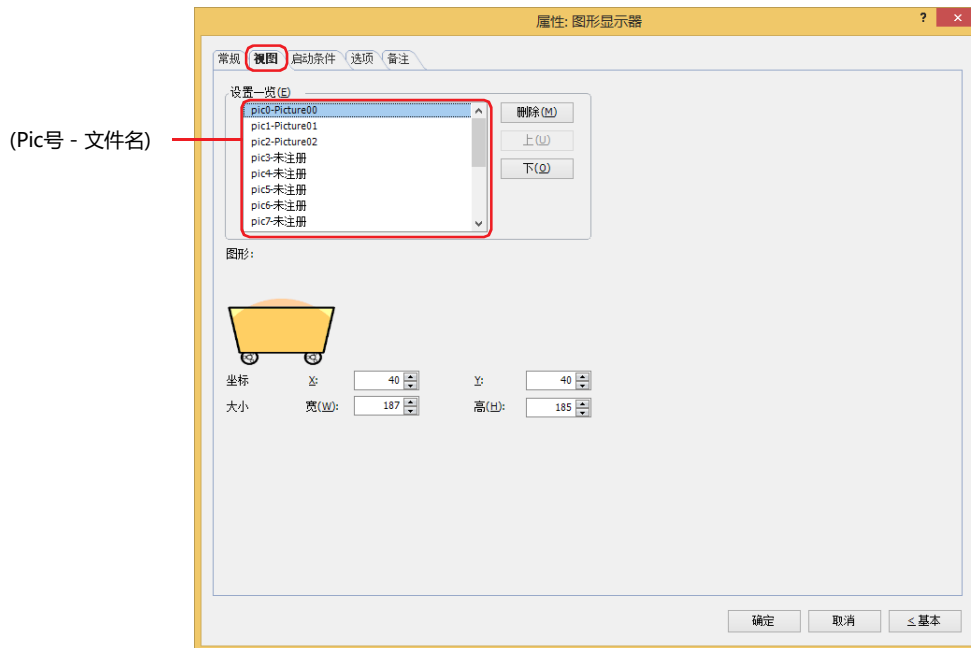 属性: 图形显示器
?
×
常规
视图
启动条件
选项
备注
设置一览(E)
pic0-Picture00
pic1-Picture01
pic2-Picture02
pic3-未注册
pic4-未注册
pic5-未注册
pic6-未注册
pic7-未注册
删除(M)
上(U)
下(O)
(Pic号 - 文件名)
图形:
坐标 X: 40 Y: 40
大小 宽(W): 187 高(H): 185
确定
取消
<基本